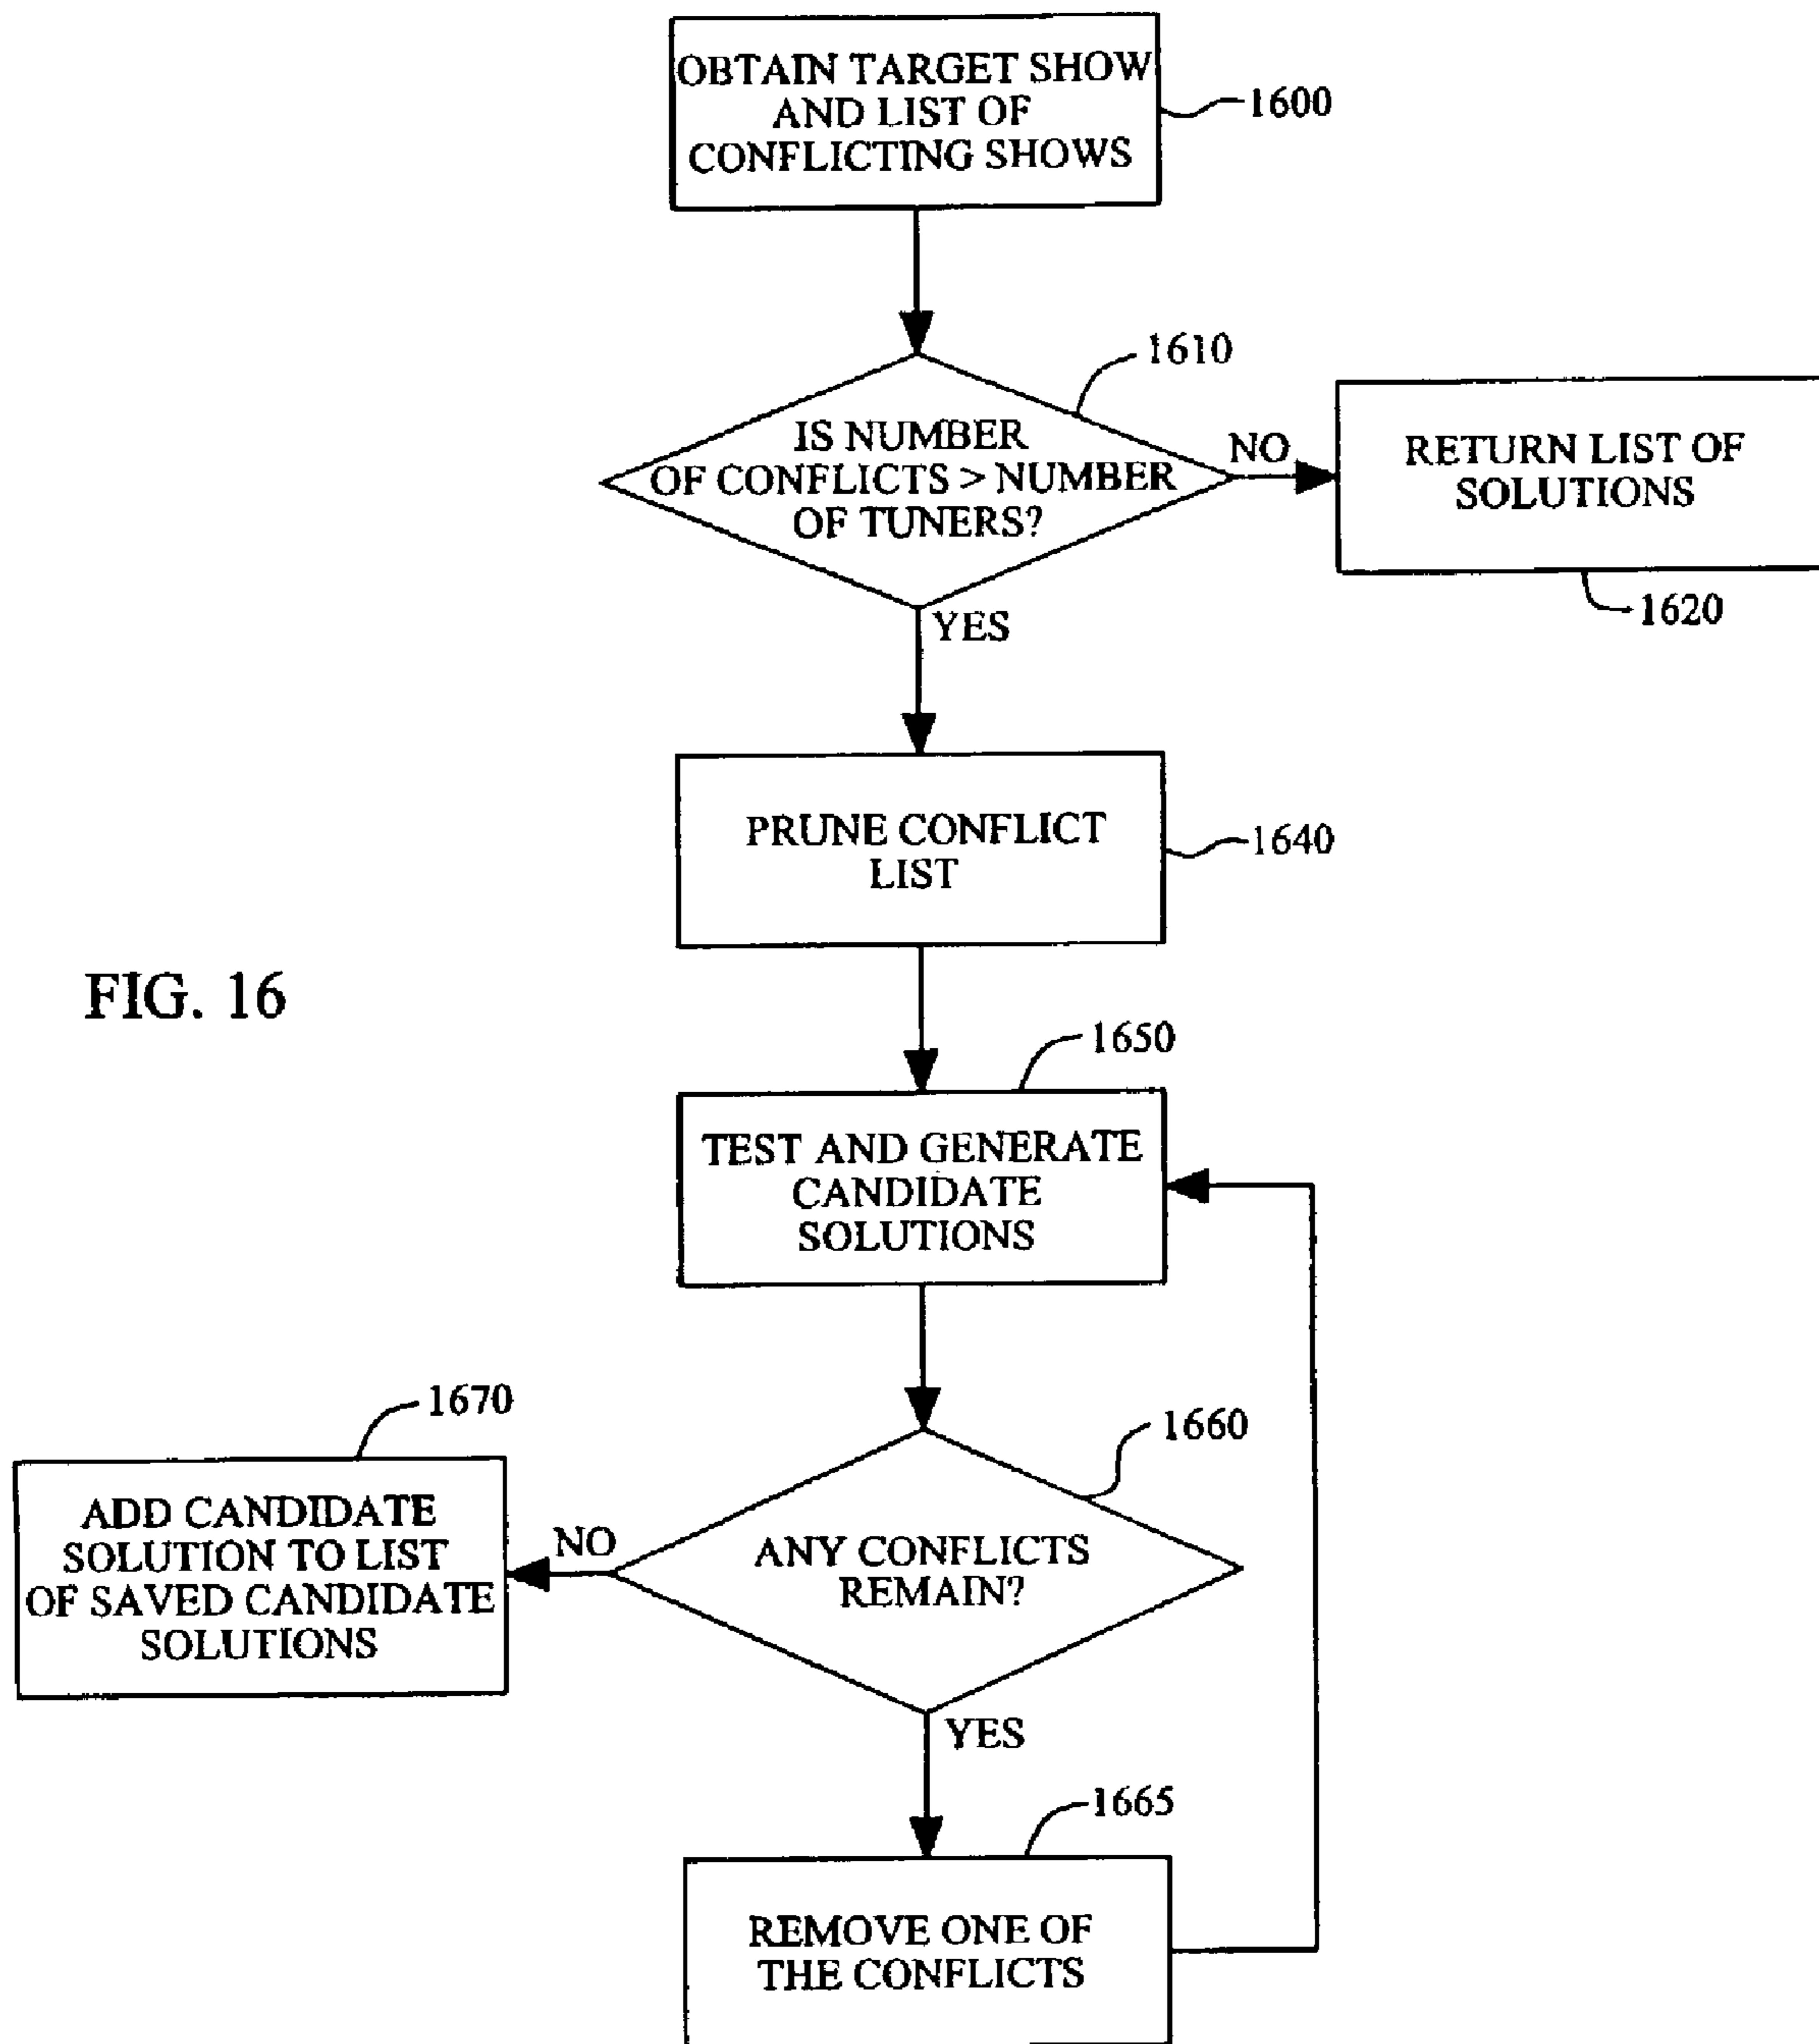 OBTAIN TARGET SHOW
AND LIST OF
CONFLICTING SHOWS
1600
1610
IS NUMBER
OF CONFLICTS > NUMBER
OF TUNERS?
NO
RETURN LIST OF
SOLUTIONS
1620
YES
PRUNE CONFLICT
LIST
1640
FIG. 16
1650
TEST AND GENERATE
CANDIDATE
SOLUTIONS
1660
ANY CONFLICTS
REMAIN?
NO
1670
ADD CANDIDATE
SOLUTION TO LIST
OF SAVED CANDIDATE
SOLUTIONS
YES
1665
REMOVE ONE OF
THE CONFLICTS